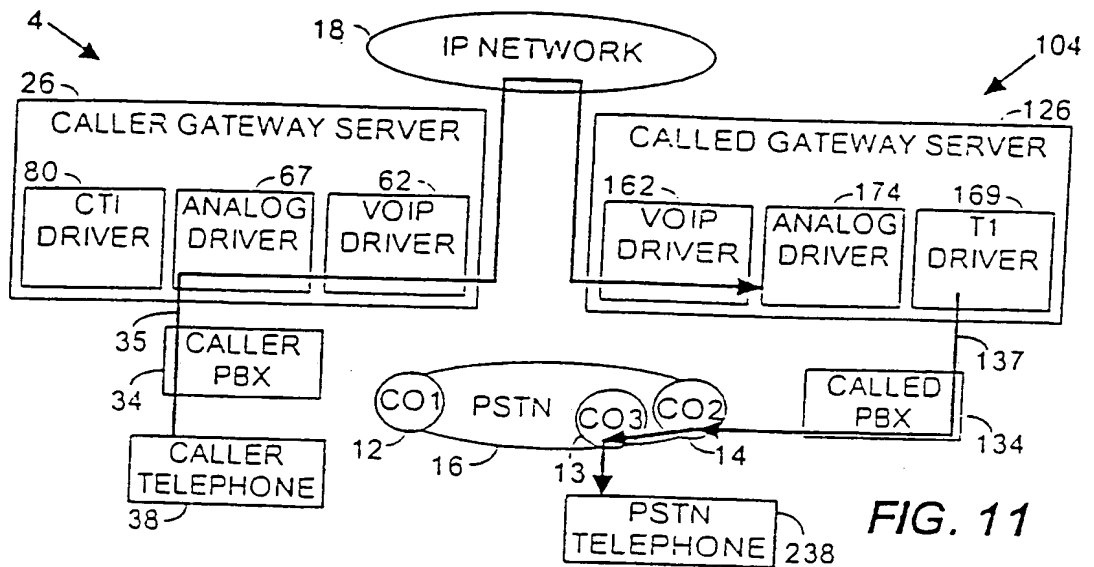 4
18
IP NETWORK
104
26
CALLER GATEWAY SERVER
126
CALLED GATEWAY SERVER
80
CTI
DRIVER
67
ANALOG
DRIVER
62
VOIP
DRIVER
162
VOIP
DRIVER
174
ANALOG
DRIVER
169
T1
DRIVER
35
CALLER
PBX
34
137
CALLED
PBX
134
CO1
PSTN
CO3
CO2
12
16
13
14
CALLER
TELEPHONE
38
PSTN
TELEPHONE
238
FIG. 11